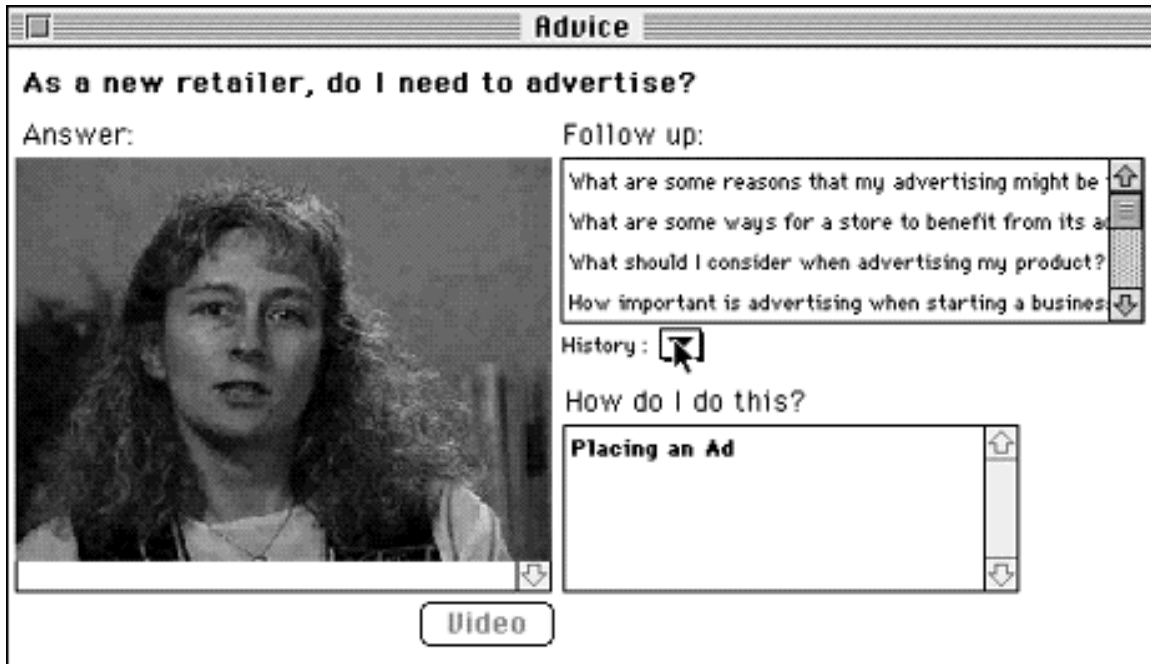 Advice
As a new retailer, do I need to advertise?
Answer:
Follow up:
What are some reasons that my advertising might be
What are some ways for a store to benefit from its
What should I consider when advertising my product?
How important is advertising when starting a
History :
How do I do this?
Placing an Ad
Video